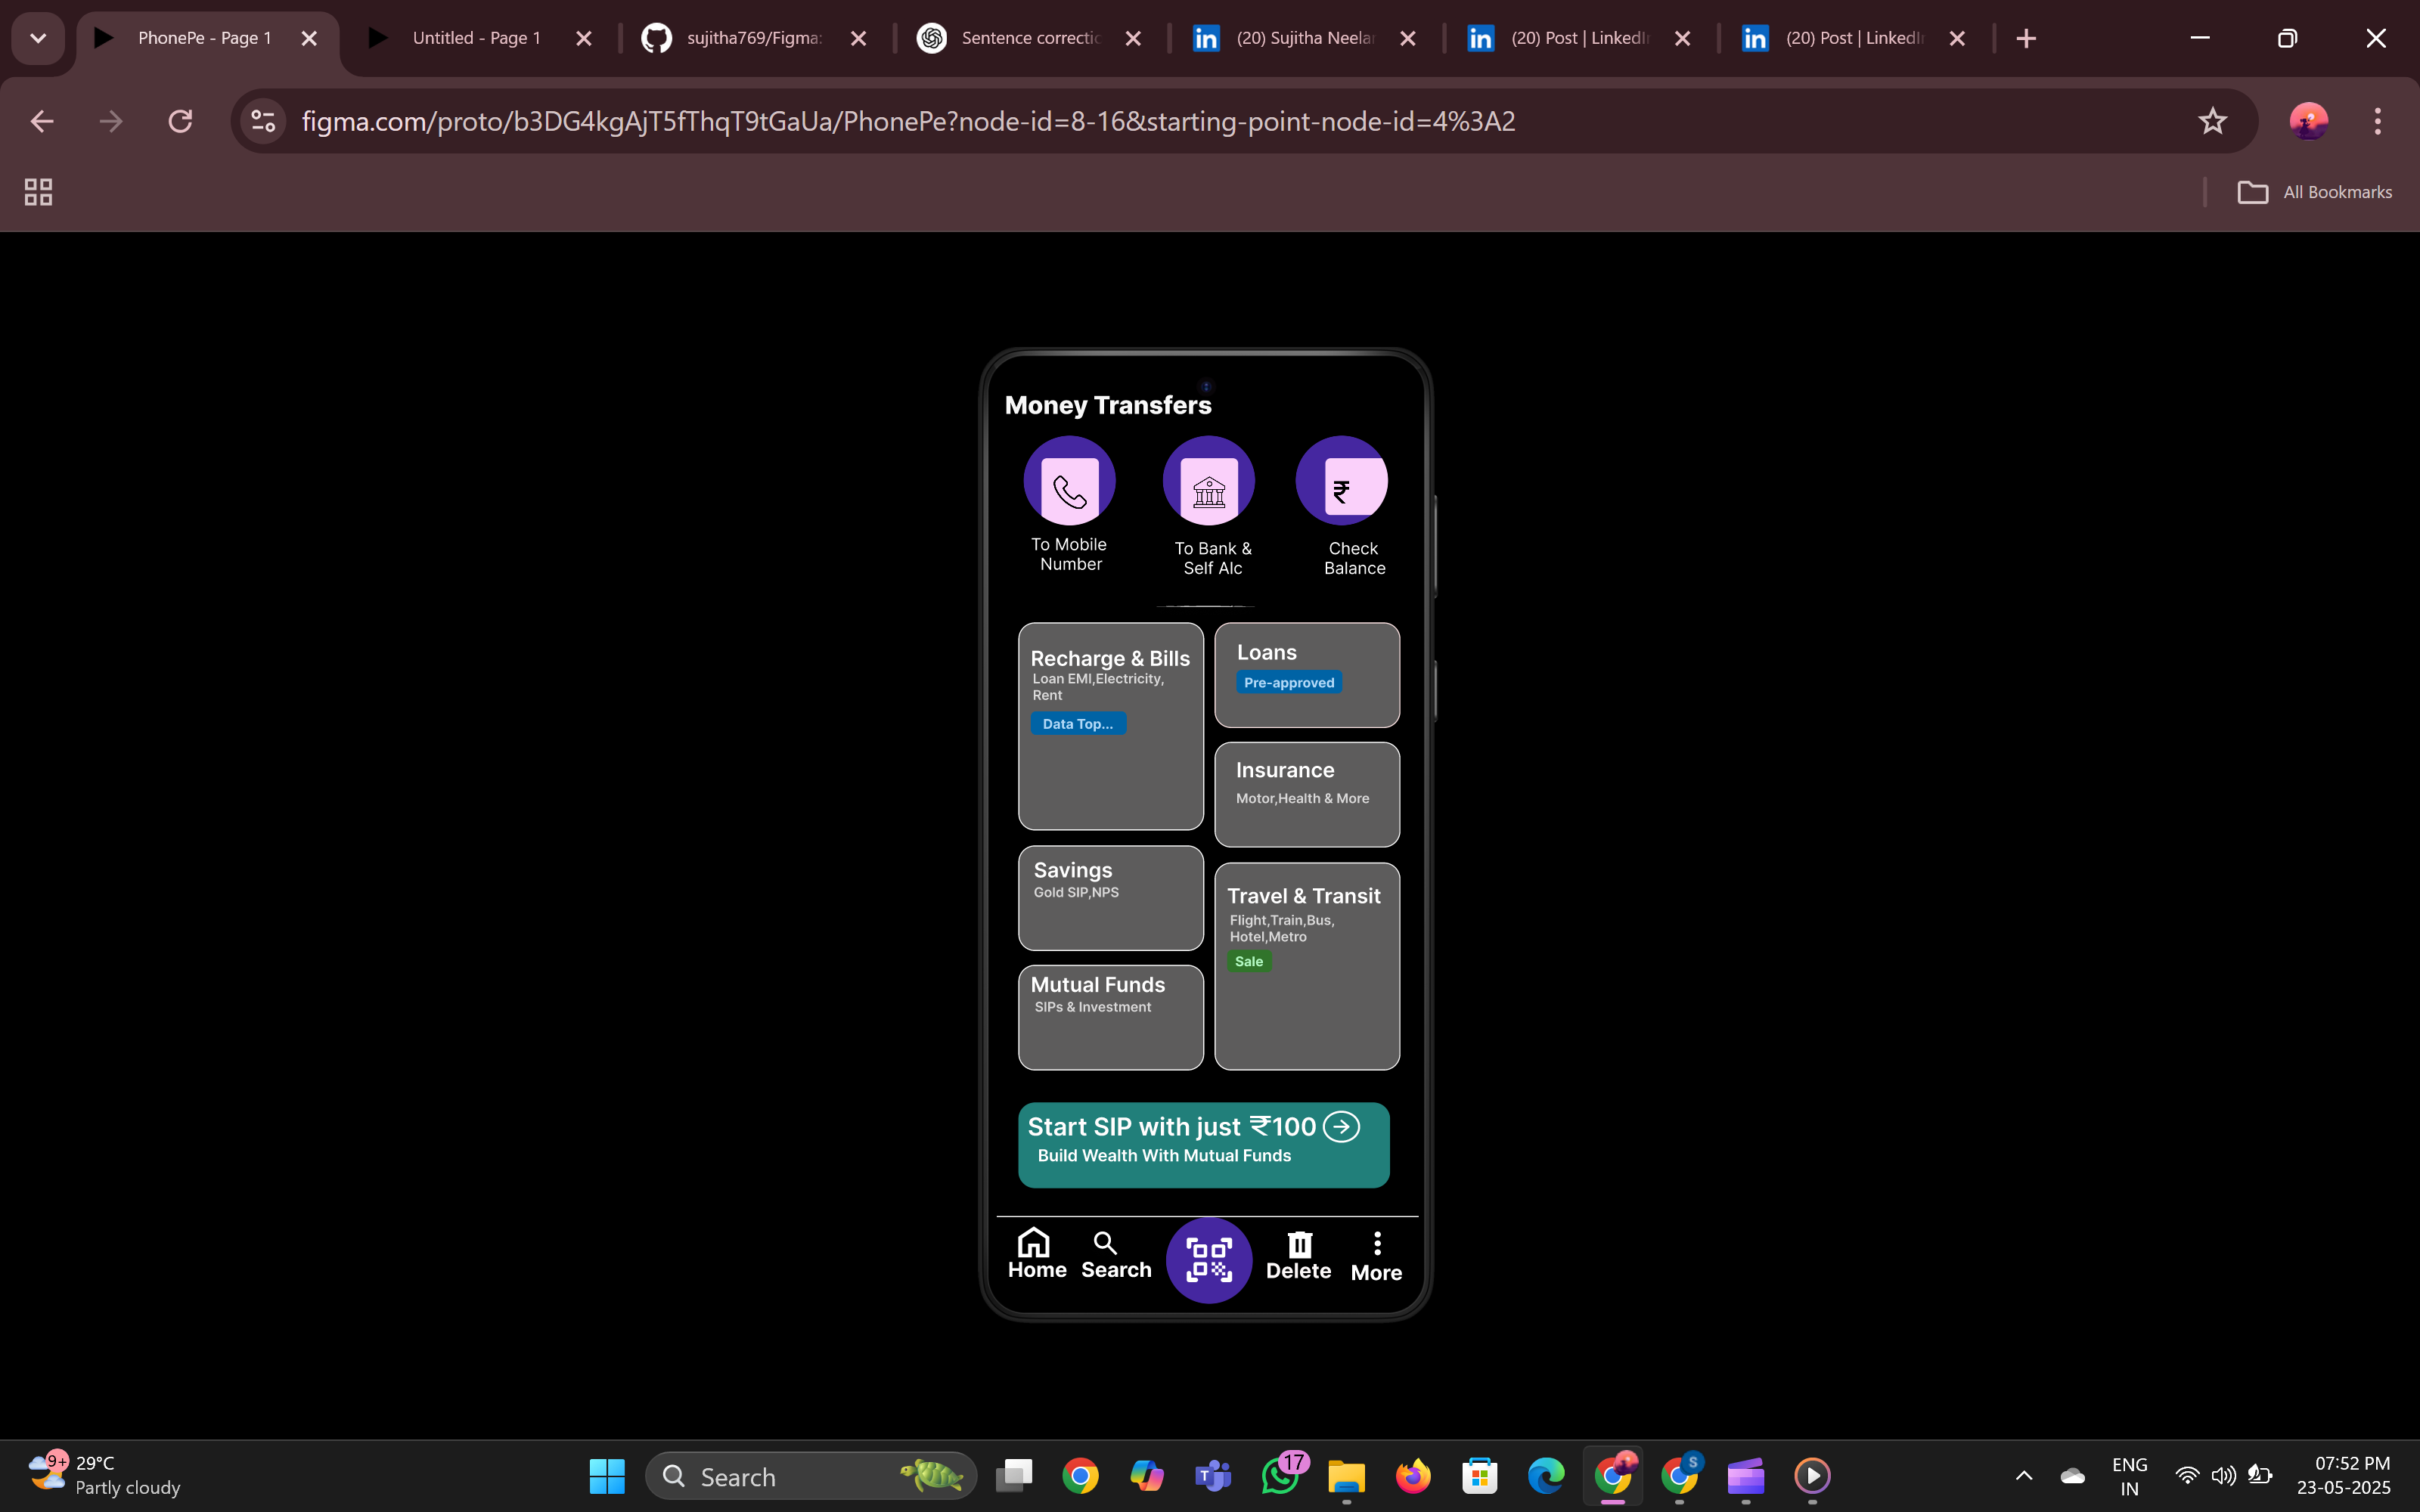 PhonePe - Page 1
Untitled - Page 1
sujitha769/Figma:
Sentence correctic
(20) Sujitha Neelar
(20) Post | LinkedIn
(20) Post | LinkedIn
figma.com/proto/b3DG4kgAjT5fThqT9tGaUa/PhonePe?node-id=8-16&starting-point-node-id=4%3A2
All Bookmarks
Money Transfers
₹
To Mobile
Number
To Bank &
Self Alc
Check
Balance
Recharge & Bills
Loan EMI,Electricity,
Rent
Data Top...
Loans
Pre-approved
Insurance
Motor,Health & More
Savings
Gold SIP,NPS
Travel & Transit
Flight,Train,Bus,
Hotel,Metro
Sale
Mutual Funds
SIPs & Investment
Start SIP with just ₹100
Build Wealth With Mutual Funds
Home
Search
Delete
More
9+
29°C
Partly cloudy
Search
17
S
ENG
IN
07:52 PM
23-05-2025